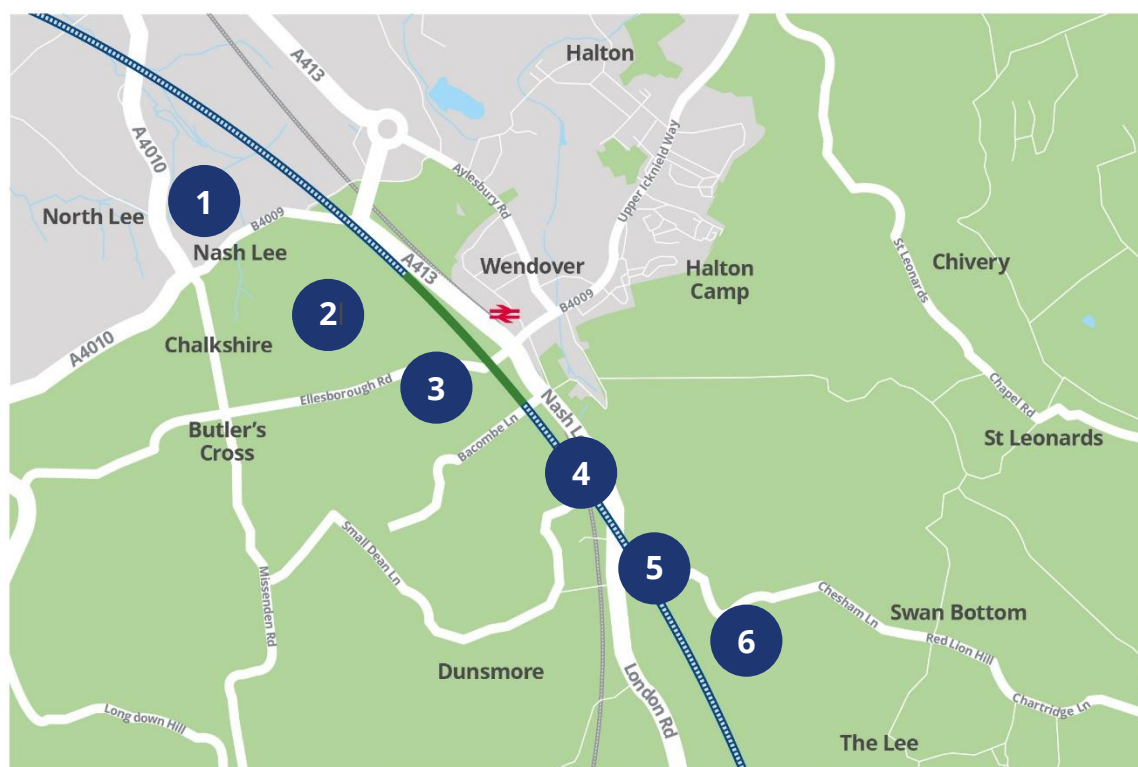 Halton
A413
A4010
Aylesbury Rd
Upper Icknield Way
1
North Lee
B4009
Nash Lee
A413
Wendover
Halton
Camp
St Leonards
Chivery
B4009
2
Chalkshire
A4010
Ellesborough Rd
3
Chapel Rd
Butler's
Cross
Bacombe Ln
St Leonards
4
Small Dean Ln
Missenden Rd
5
Chesham Ln
Swan Bottom
6
Red Lion Hill
Dunsmore
London Rd
Chartridge Ln
Long down Hill
The Lee